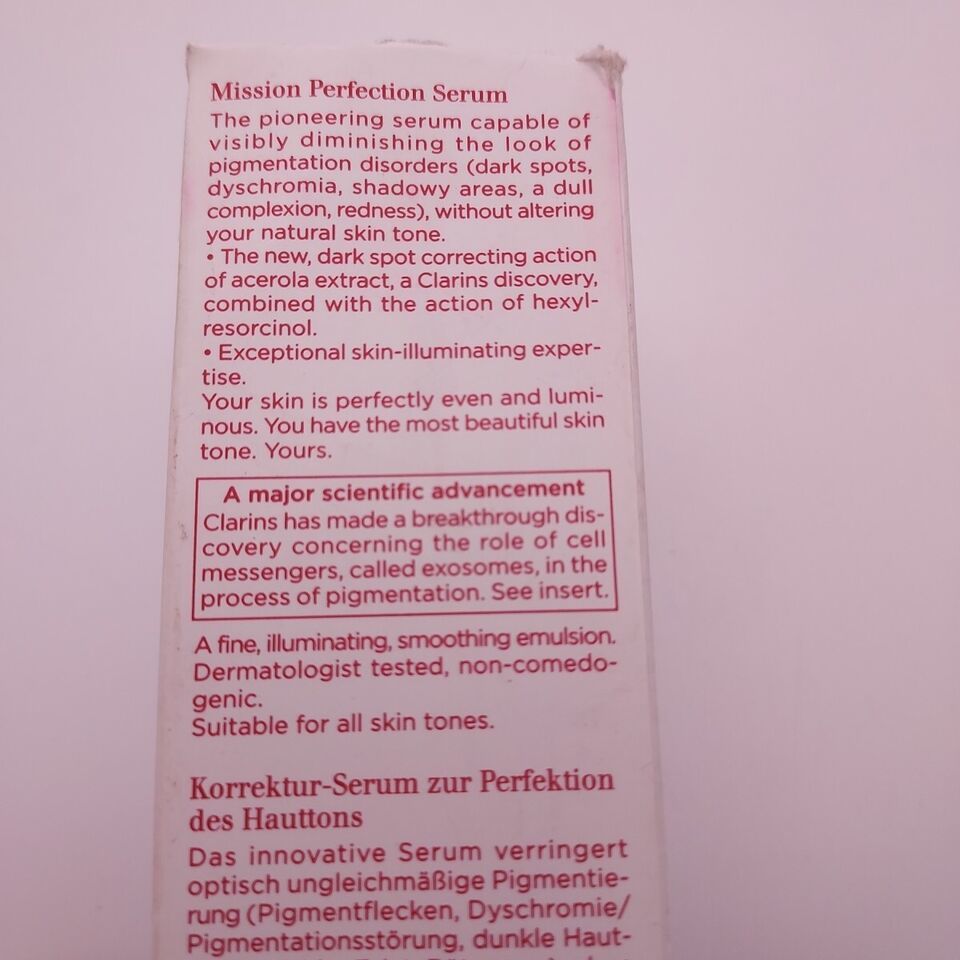 Mission Perfection Serum
The pioneering serum capable of
visibly diminishing the look of
pigmentation disorders (dark spots,
dyschromia, shadowy areas, a dull
complexion, redness), without altering
your natural skin tone.
• The new, dark spot correcting action
of acerola extract, a Clarins discovery,
combined with the action of hexyl-
resorcinol.
• Exceptional skin-illuminating exper-
tise.
Your skin is perfectly even and lumi-
nous. You have the most beautiful skin
tone. Yours.
A major scientific advancement
Clarins has made a breakthrough dis-
covery concerning the role of cell
messengers, called exosomes, in the
process of pigmentation. See insert.
A fine, illuminating, smoothing emulsion.
Dermatologist tested, non-comedo-
genic.
Suitable for all skin tones.
Korrektur-Serum zur Perfektion
des Hauttons
Das innovative Serum verringert
optisch ungleichmäßige Pigmentie-
rung (Pigmentflecken, Dyschromie/
Pigmentationsstörung, dunkle Haut-